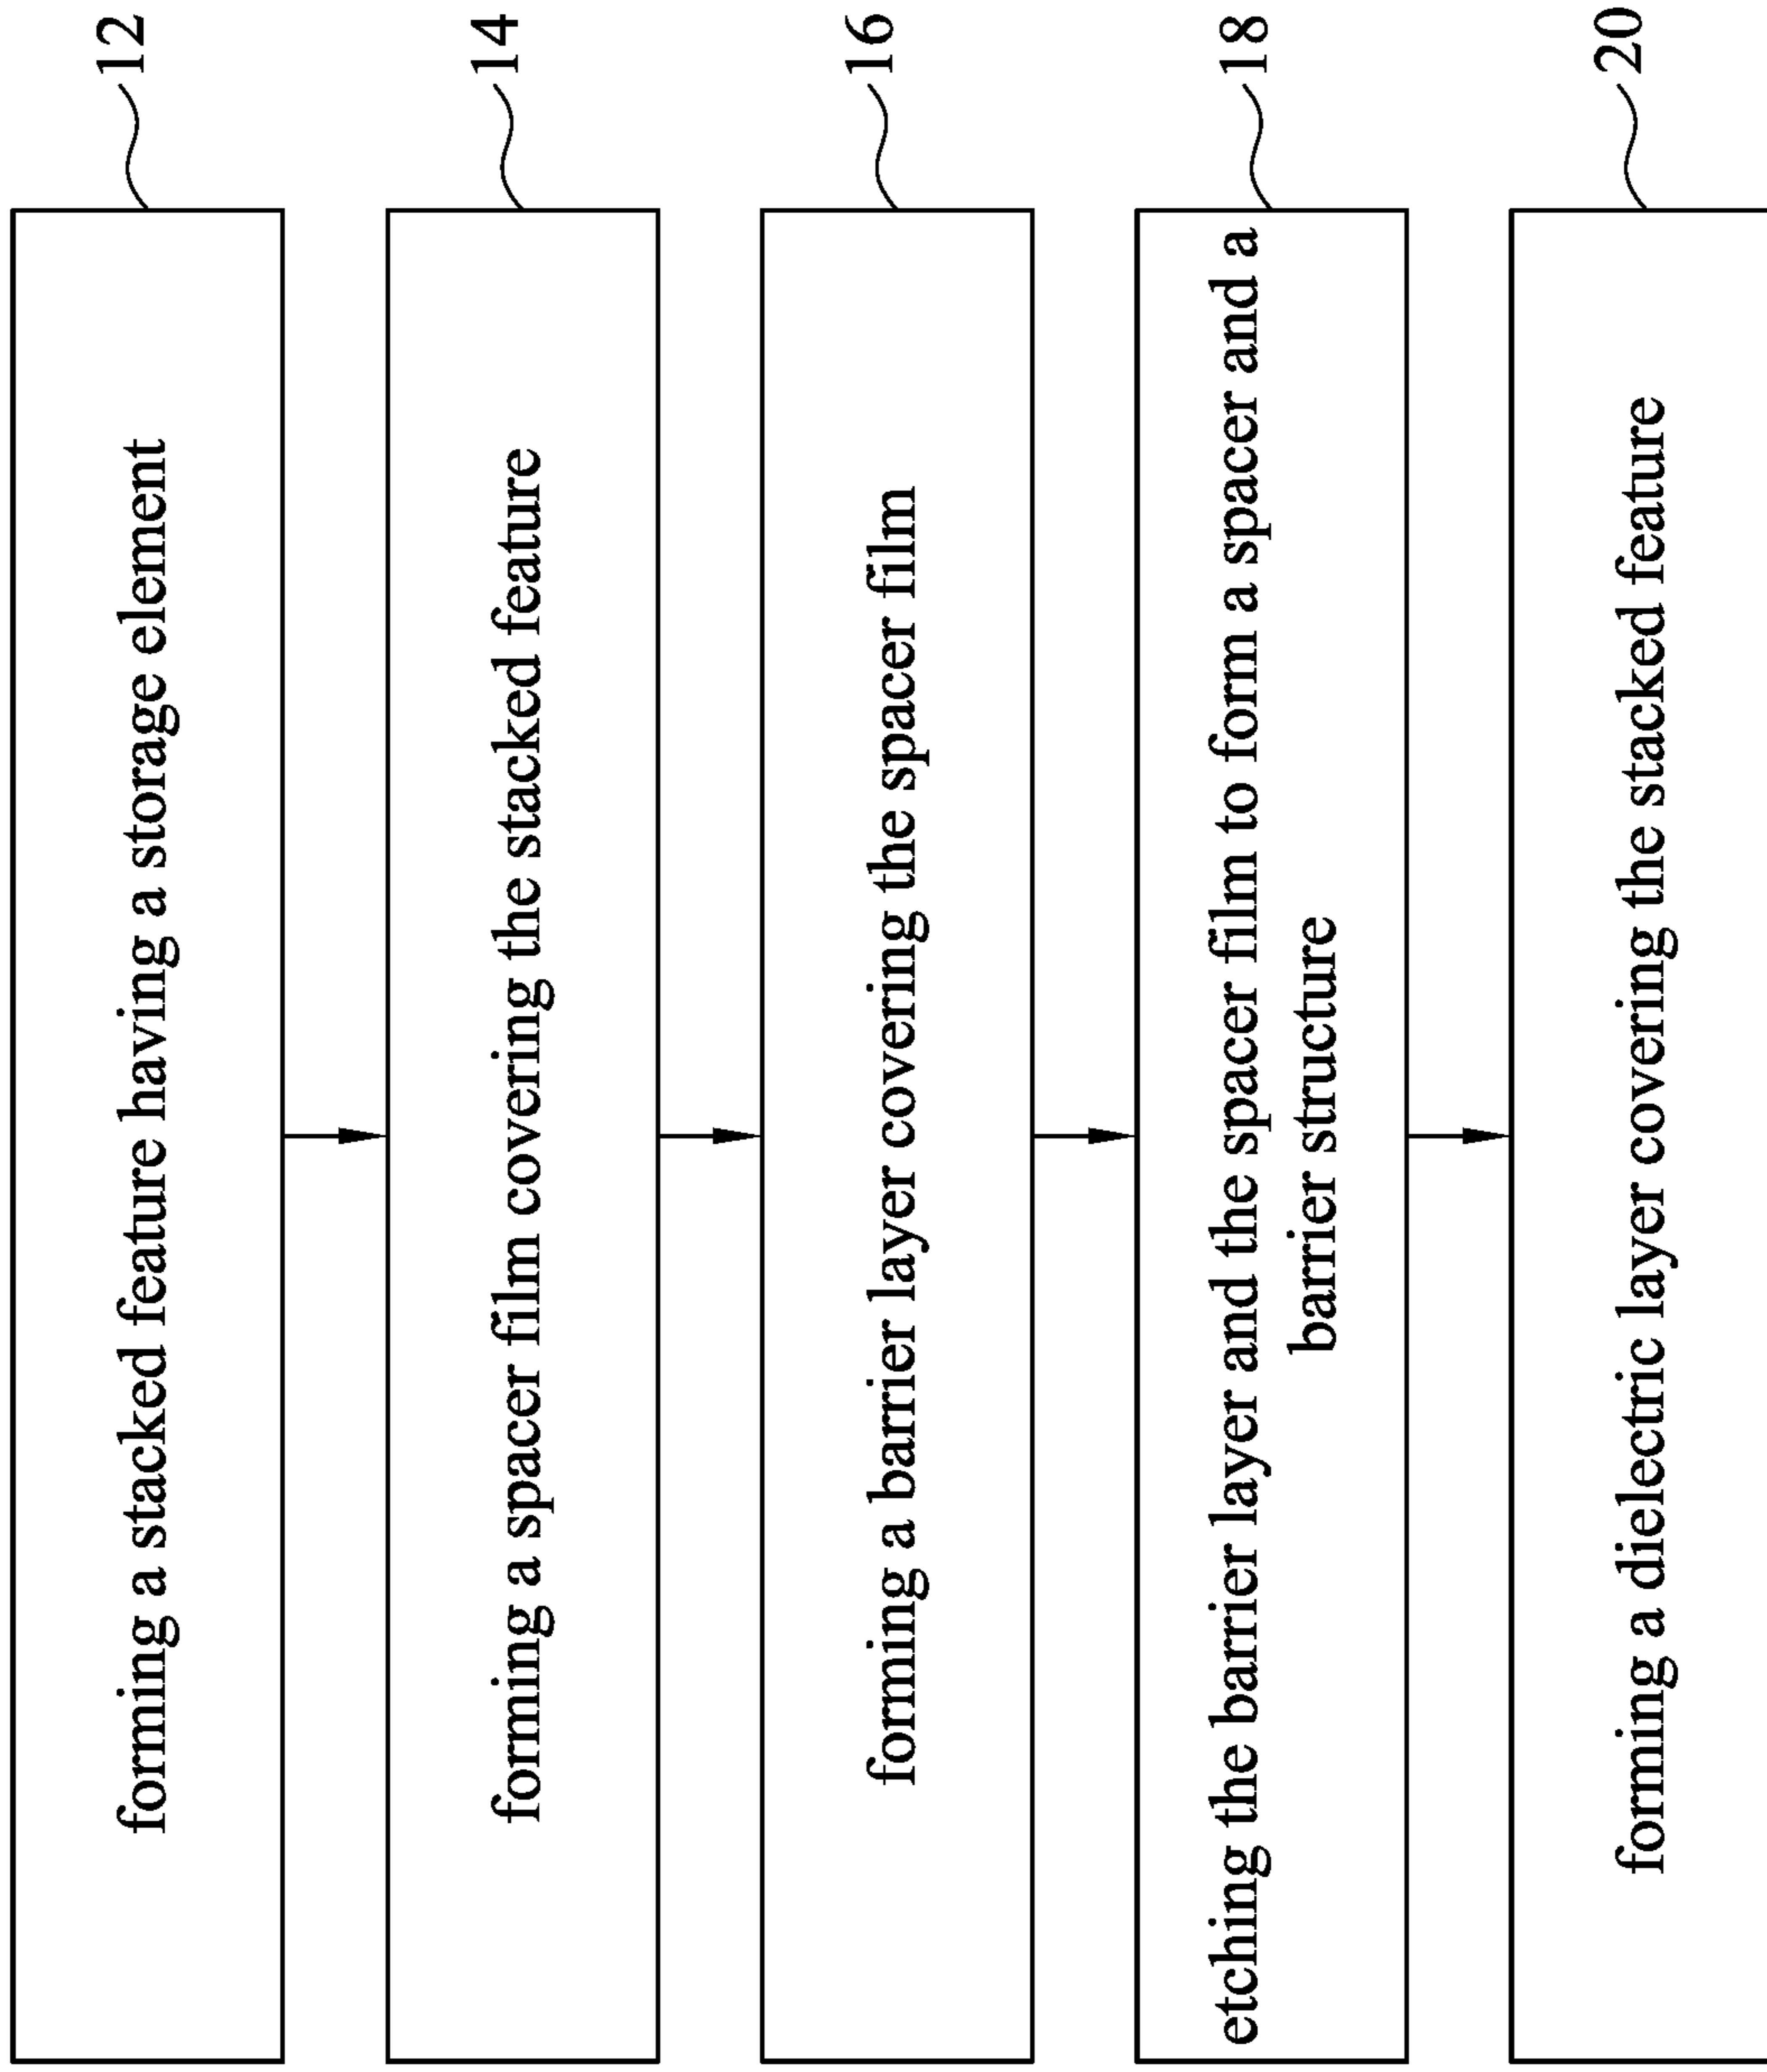 forming a stacked feature having a storage element
12
forming a spacer film covering the stacked feature
14
forming a barrier layer covering the spacer film
16
etching the barrier layer and the spacer film to form a spacer and a
barrier structure
18
forming a dielectric layer covering the stacked feature
20